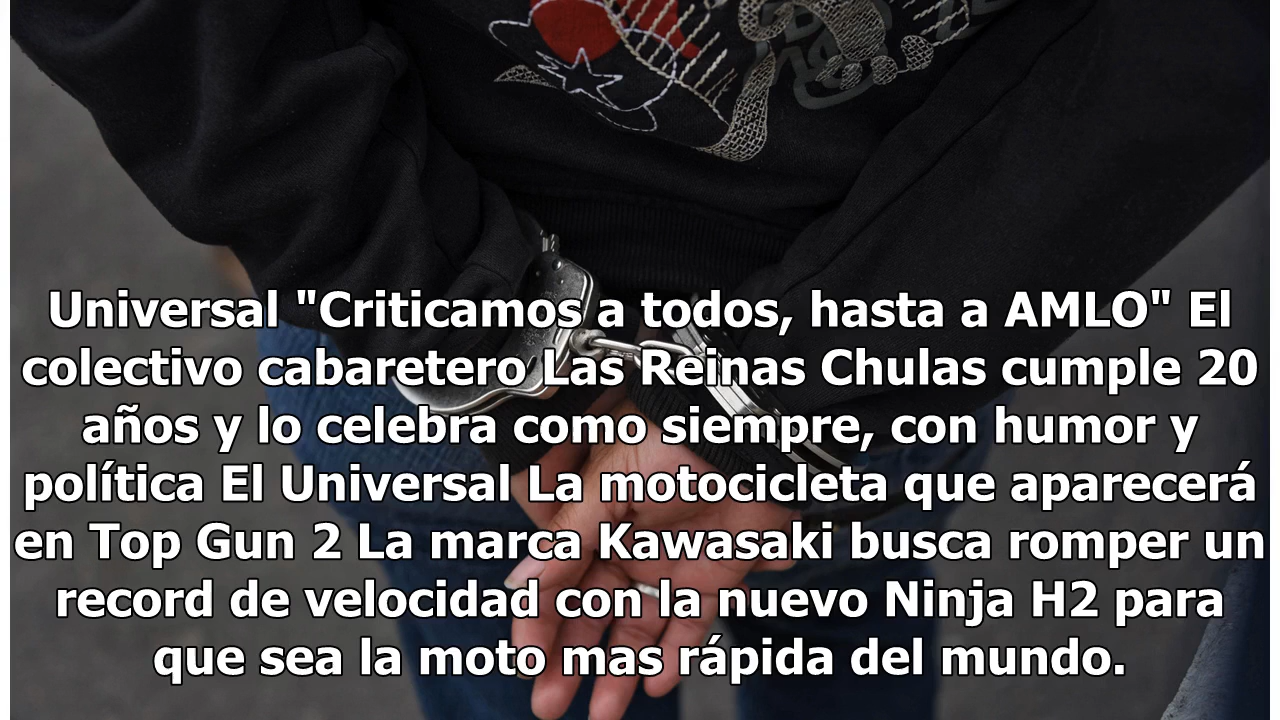 Universal "Criticamos a todos, hasta a AMLO" El
colectivo cabaretero Las Reinas Chulas cumple 20
años y lo celebra como siempre, con humor y
política El Universal La motocicleta que aparecerá
en Top Gun 2 La marca Kawasaki busca romper un
record de velocidad con la nuevo Ninja H2 para
que sea la moto mas rápida del mundo.